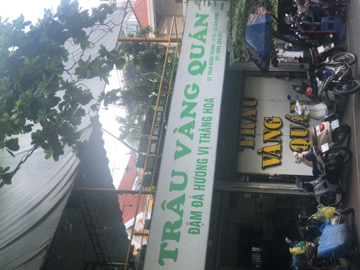 TRÂU VÀNG QUÁN
ĐẬM ĐÀ HƯƠNG VỊ THĂNG HOA
TRÂU
VÀNG
QUÁN